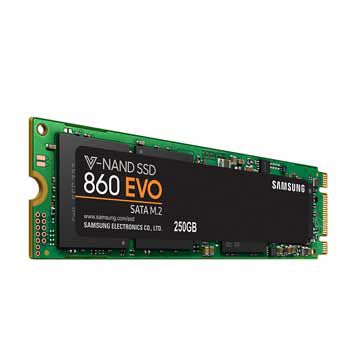 V-NAND SSD
860 EVO
SATA M.2
www.samsung.com/ssd
SAMSUNG ELECTRONICS CO., LTD.
250GB
SAMSUNG